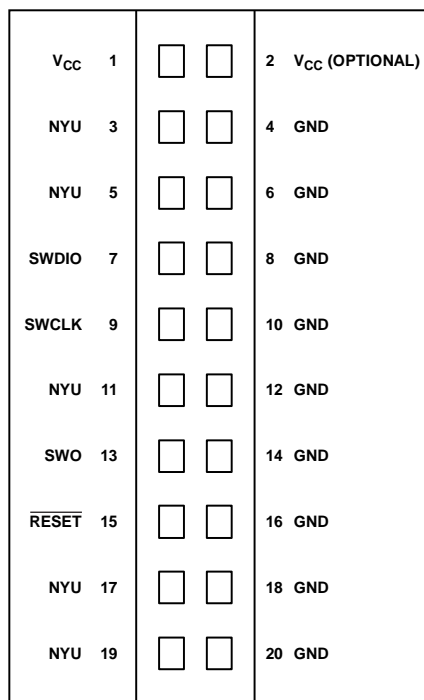 VCC 1 2 VCC (OPTIONAL)
NYU 3 4 GND
NYU 5 6 GND
SWDIO 7 8 GND
SWCLK 9 10 GND
NYU 11 12 GND
SWO 13 14 GND
RESET 15 16 GND
NYU 17 18 GND
NYU 19 20 GND